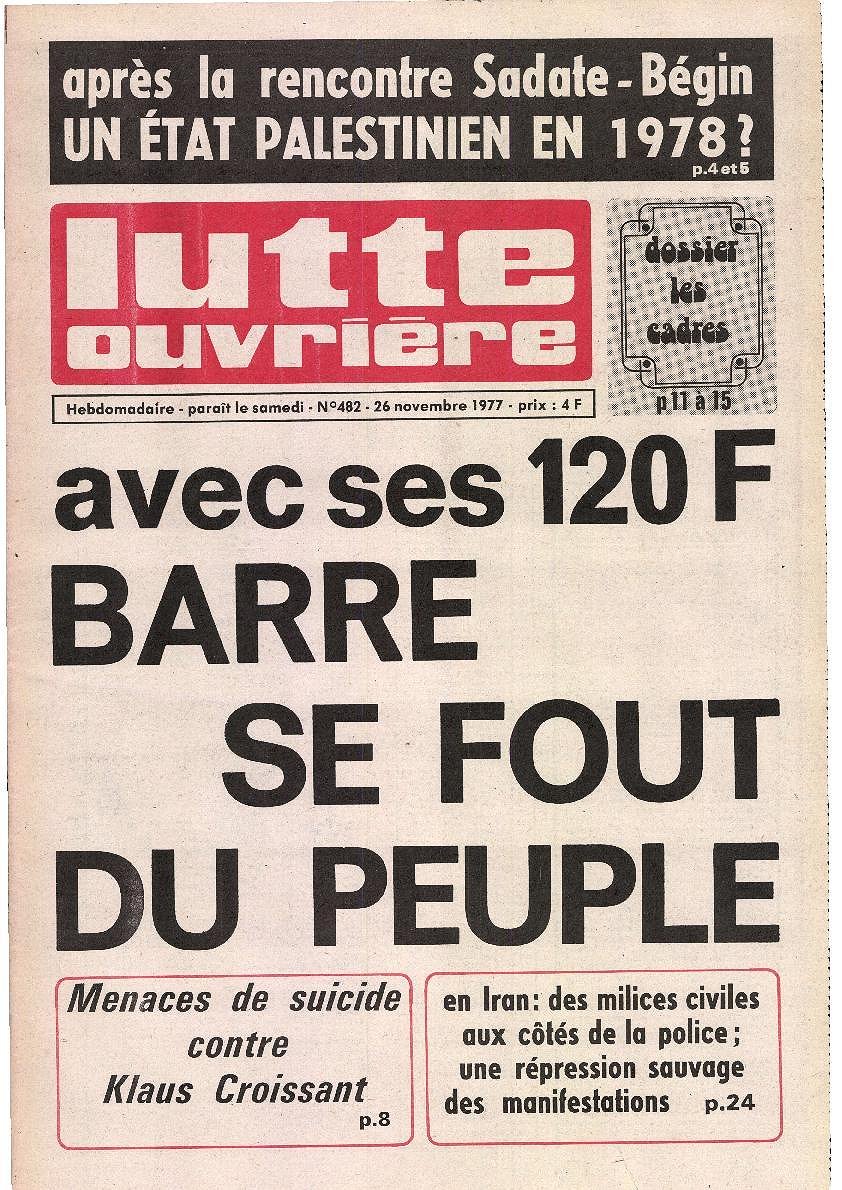 après la rencontre Sadate - Bégin
UN ÉTAT PALESTINIEN EN 1978 ?
p.4 et 5
lutte
ouvrière
dossier
les
cadres
p 11 à 15
Hebdomadaire - paraît le samedi - N°482 - 26 novembre 1977 - prix : 4 F
avec ses 120 F
BARRE
SE FOUT
DU PEUPLE
Menaces de suicide
contre
Klaus Croissant
p.8
en Iran : des milices civiles
aux côtés de la police ;
une répression sauvage
des manifestations p.24